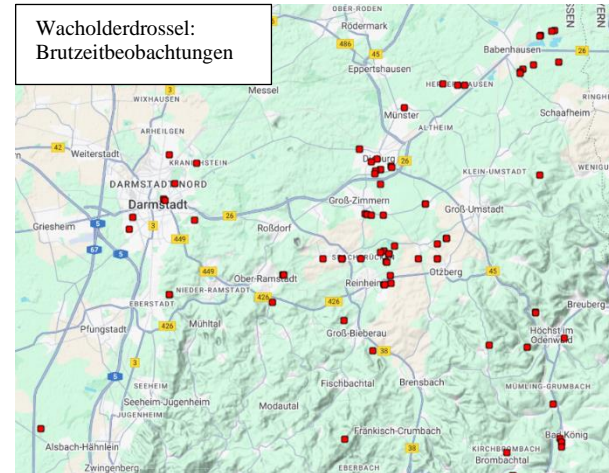 Wacholderdrossel:
Brutzeitbeobachtungen
OBER-RODEN
Rödermark
486
45
Eppertshausen
Babenhausen
26
3
Messel
WIXHAUSEN
HER
HAUSEN
Münster
Schaafheim
ARHEILGEN
ALTHEIM
42
Weiterstadt
KRANICHSTEIN
26
KLEIN-UMSTADT
DARMSTADT-NORD
Darmstadt
Groß-Zimmern
Groß-Umstadt
Griesheim
5
26
3
Roßdorf
67
449
449
Ober-Ramstadt
Reinheim
Otzberg
45
EBERSTADT
NIEDER-RAMSTADT
426
426
Breuberg
Pfungstadt
426
Mühltal
Groß-Bieberau
Höchst im
Odenwald
38
3
5
SEEHEIM
Seeheim-Jugenheim
JUGENHEIM
Fischbachtal
Brensbach
MÜMLING-GRUMBACH
Modautal
Fränkisch-Crumbach
Bad König
Alsbach-Hähnlein
Zwingenberg
38
KIRCHBROMBACH
Brombachtal
EBERBACH